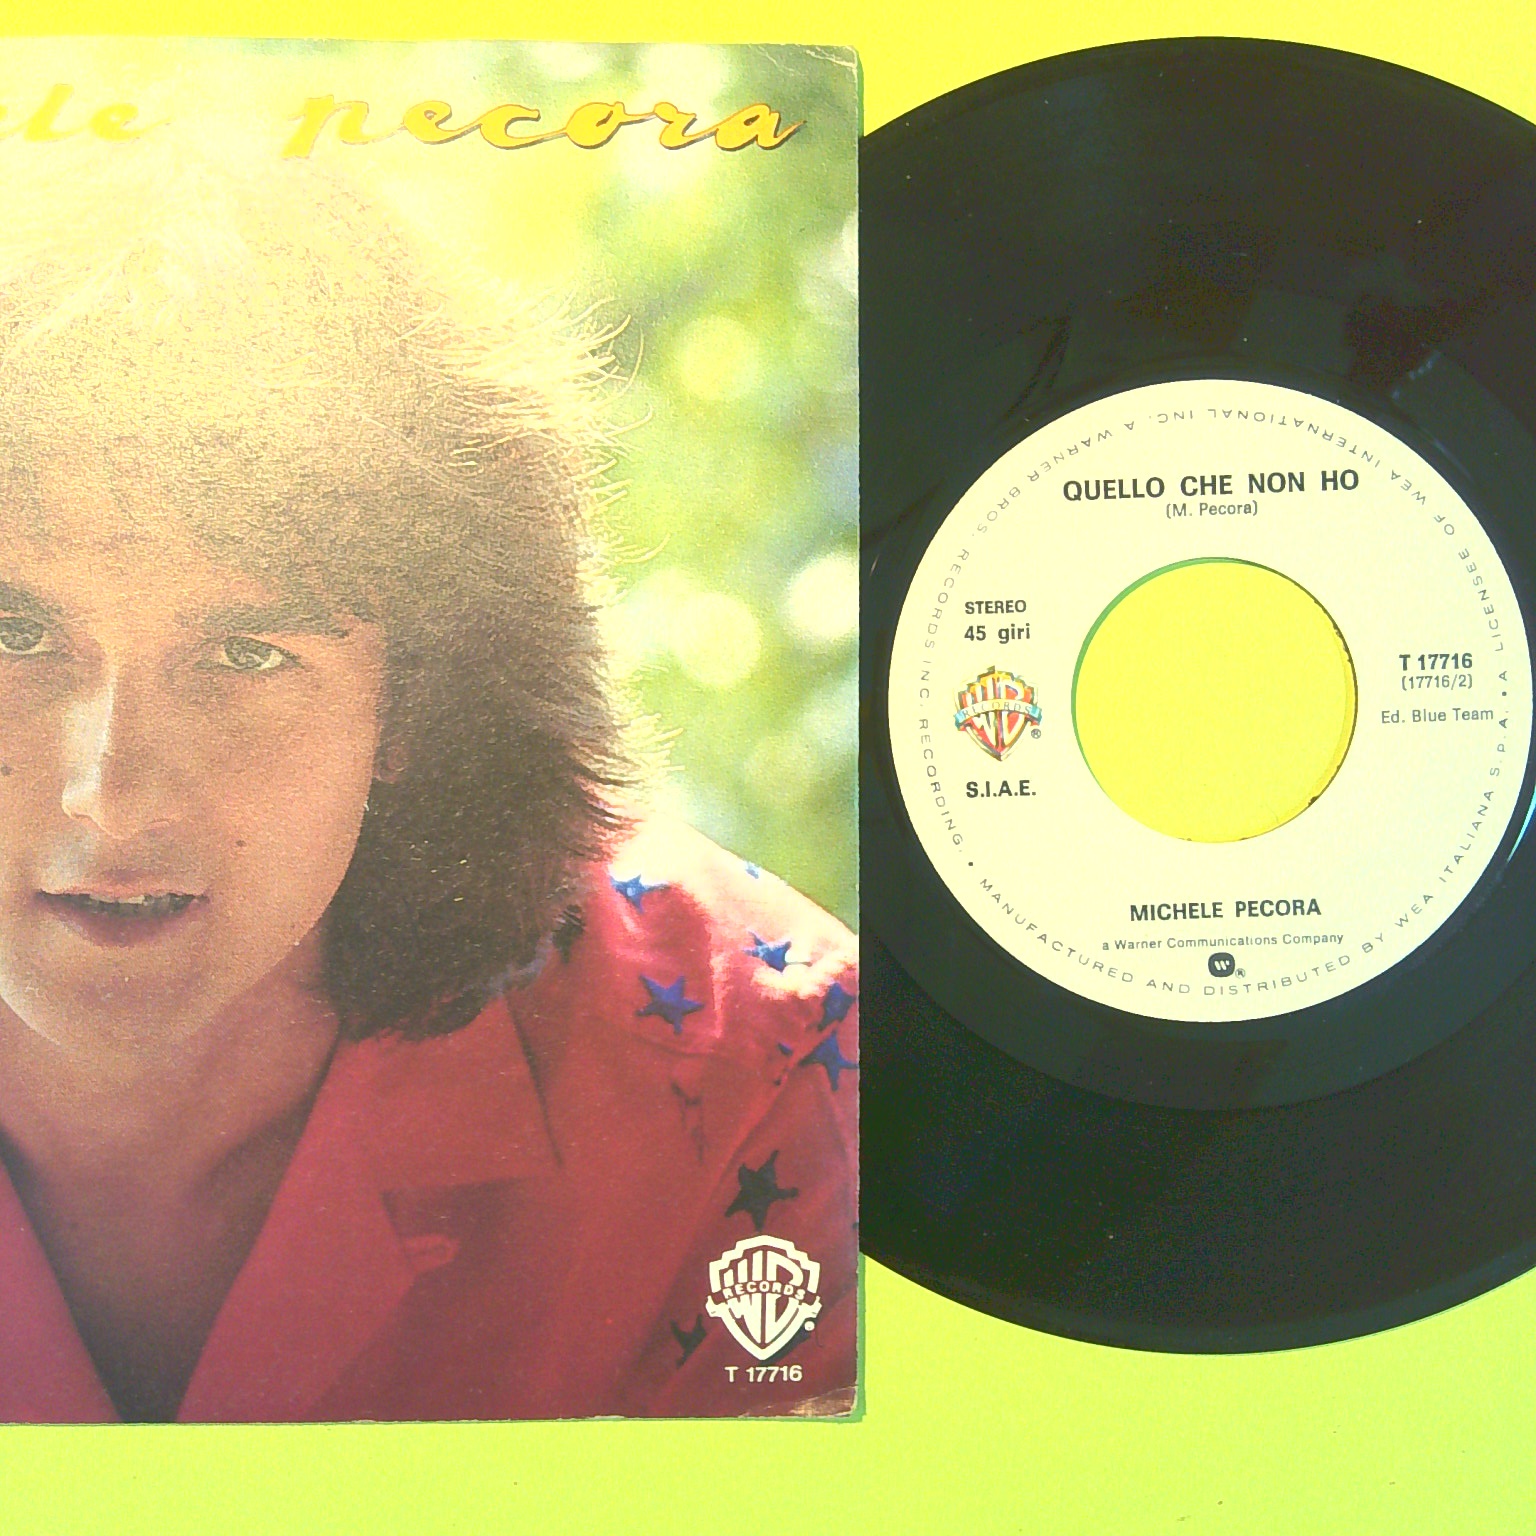 ele pecora
RECORDS
T 17716
QUELLO CHE NON HO
(M. Pecora)
STEREO
45 giri
RECORDS
S.I.A.E.
T 17716
(17716/2)
Ed. Blue Team
MICHELE PECORA
a Warner Communications Company
MANUFACTURED AND DISTRIBUTED BY WEA ITALIANA S.P.A. • A LICENSEE OF WEA INTERNATIONAL INC. A WARNER BROS. RECORDS INC. RECORDING. •